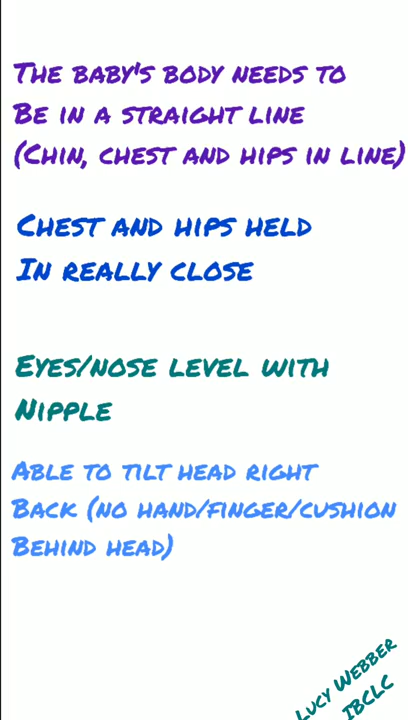 The baby's body needs to
Be in a straight line
(Chin, chest and hips in line)
Chest and hips held
In really close
Eyes/nose level with
Nipple
Able to tilt head right
Back (no hand/finger/cushion
Behind head)
Lucy Webber
IBCLC